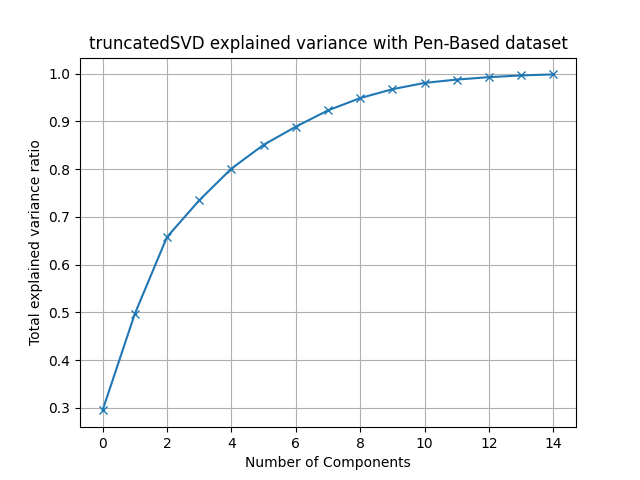 truncatedSVD explained variance with Pen-Based dataset
1.0
0.9
0.8
0.7
0.6
0.5
0.4
0.3
Total explained variance ratio
0 2 4 6 8 10 12 14
Number of Components